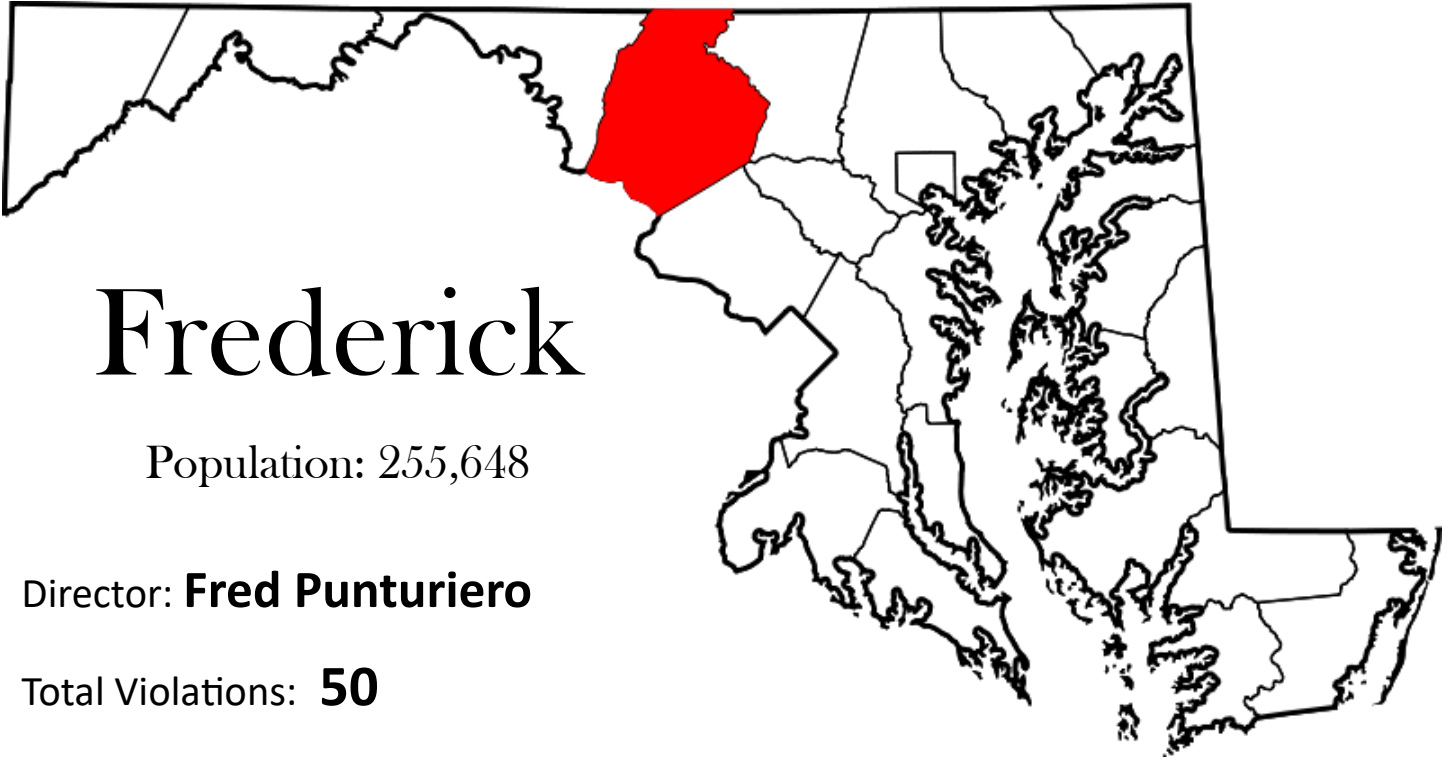 Frederick
Population: 255,648
Director: Fred Punturiero
Total Violations: 50